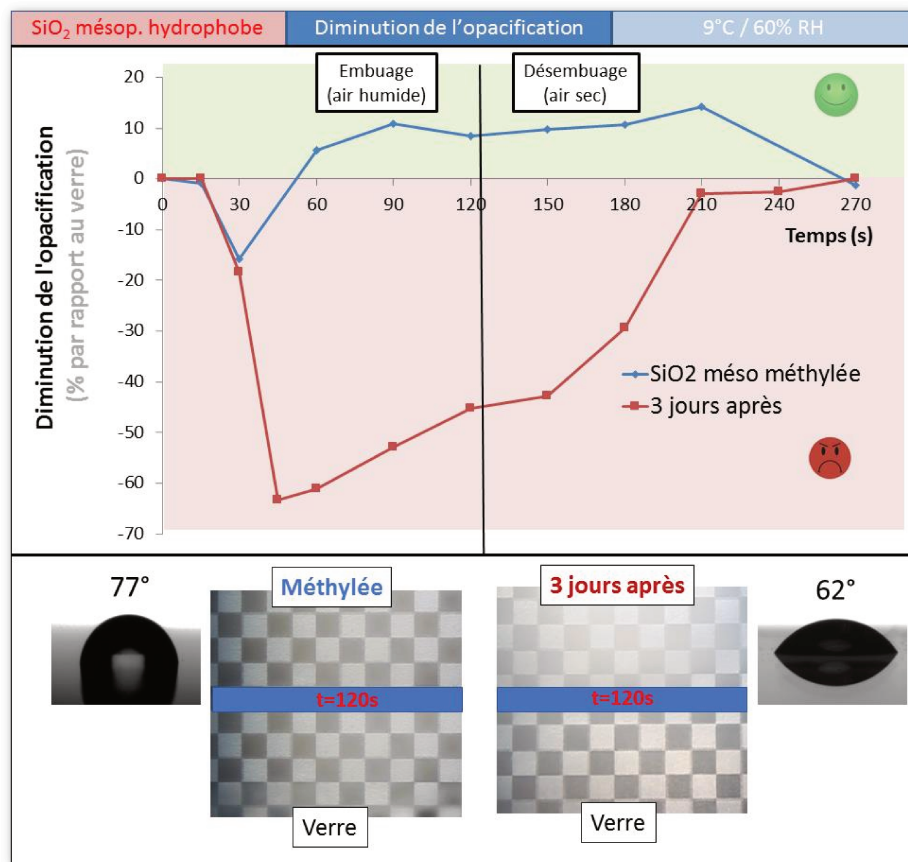 SiO₂ mésop. hydrophobe
Diminution de l'opacification
9°C / 60% RH
Diminution de l'opacification
(% par rapport au verre)
20
10
0
-10
-20
-30
-40
-50
-60
-70
Embuage
(air humide)
Désembuage
(air sec)
0 30 60 90 120 150 180 210 240 270
Temps (s)
SiO2 méso méthylée
3 jours après
77°
Méthylée
t=120s
Verre
3 jours après
t=120s
Verre
62°